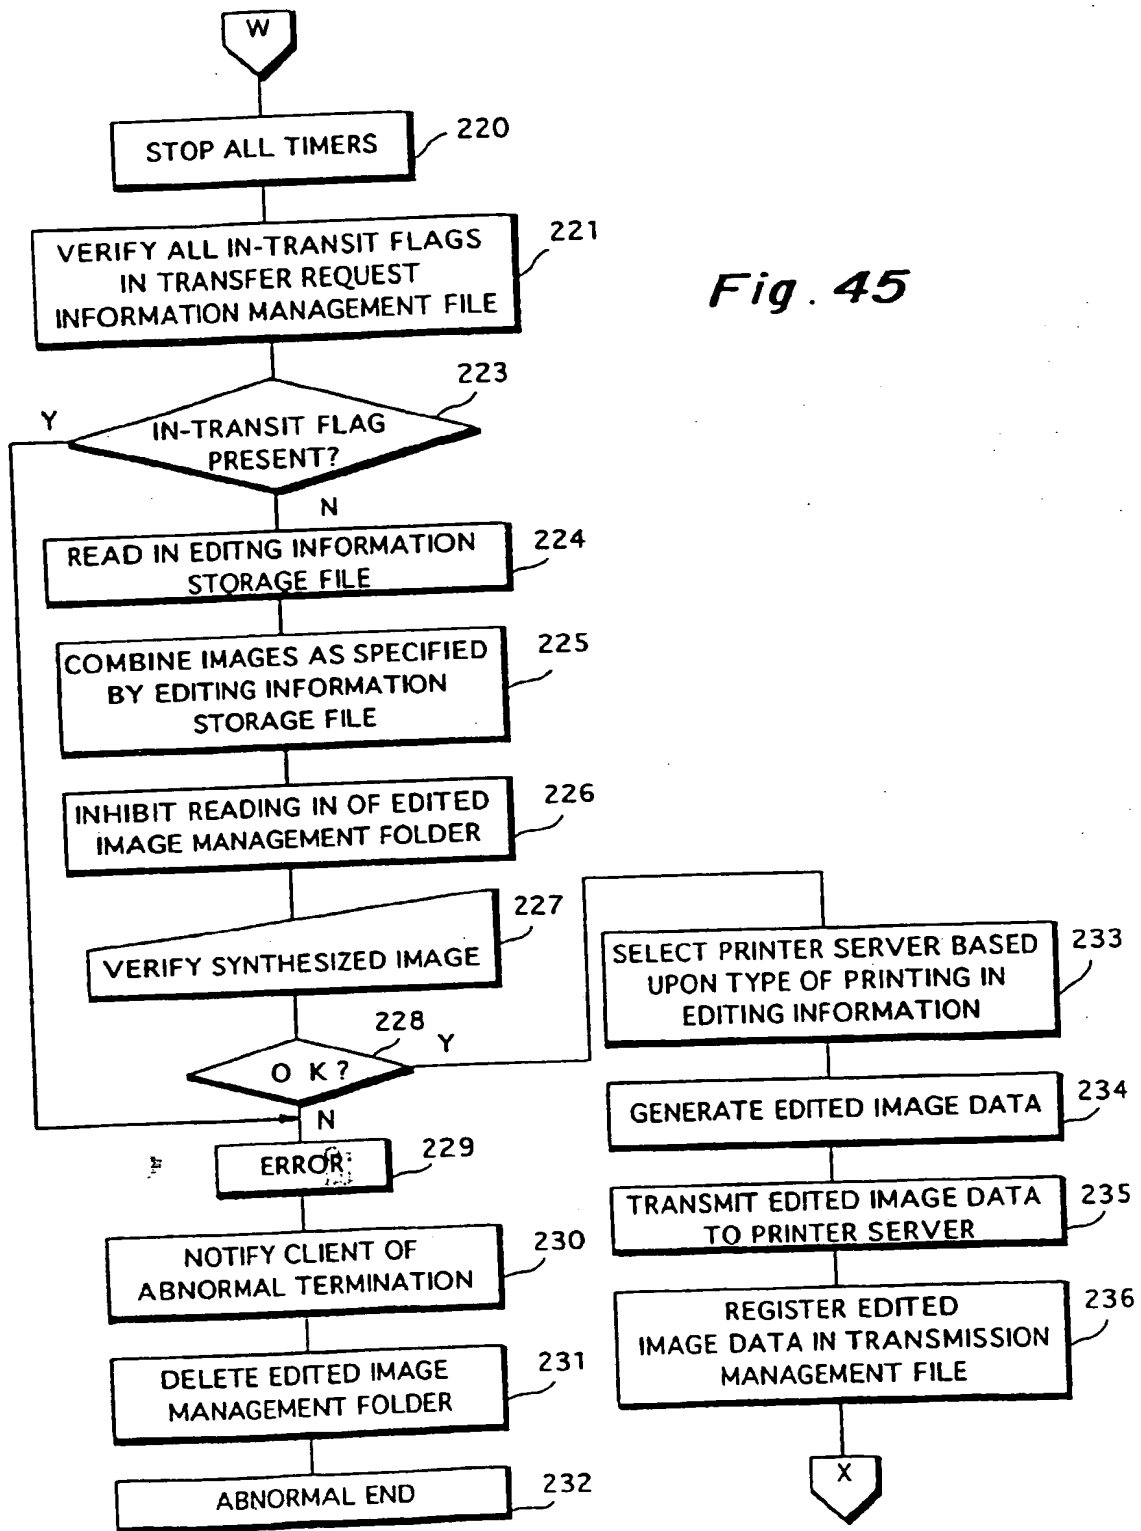 W
STOP ALL TIMERS
220
VERIFY ALL IN-TRANSIT FLAGS
IN TRANSFER REQUEST
INFORMATION MANAGEMENT FILE
221
Fig. 45
223
Y
IN-TRANSIT FLAG
PRESENT?
N
READ IN EDITNG INFORMATION
STORAGE FILE
224
COMBINE IMAGES AS SPECIFIED
BY EDITING INFORMATION
STORAGE FILE
225
INHIBIT READING IN OF EDITED
IMAGE MANAGEMENT FOLDER
226
VERIFY SYNTHESIZED IMAGE
227
228
O K?
Y
N
ERROR
229
NOTIFY CLIENT OF
ABNORMAL TERMINATION
230
DELETE EDITED IMAGE
MANAGEMENT FOLDER
231
ABNORMAL END
232
SELECT PRINTER SERVER BASED
UPON TYPE OF PRINTING IN
EDITING INFORMATION
233
GENERATE EDITED IMAGE DATA
234
TRANSMIT EDITED IMAGE DATA
TO PRINTER SERVER
235
REGISTER EDITED
IMAGE DATA IN TRANSMISSION
MANAGEMENT FILE
236
X